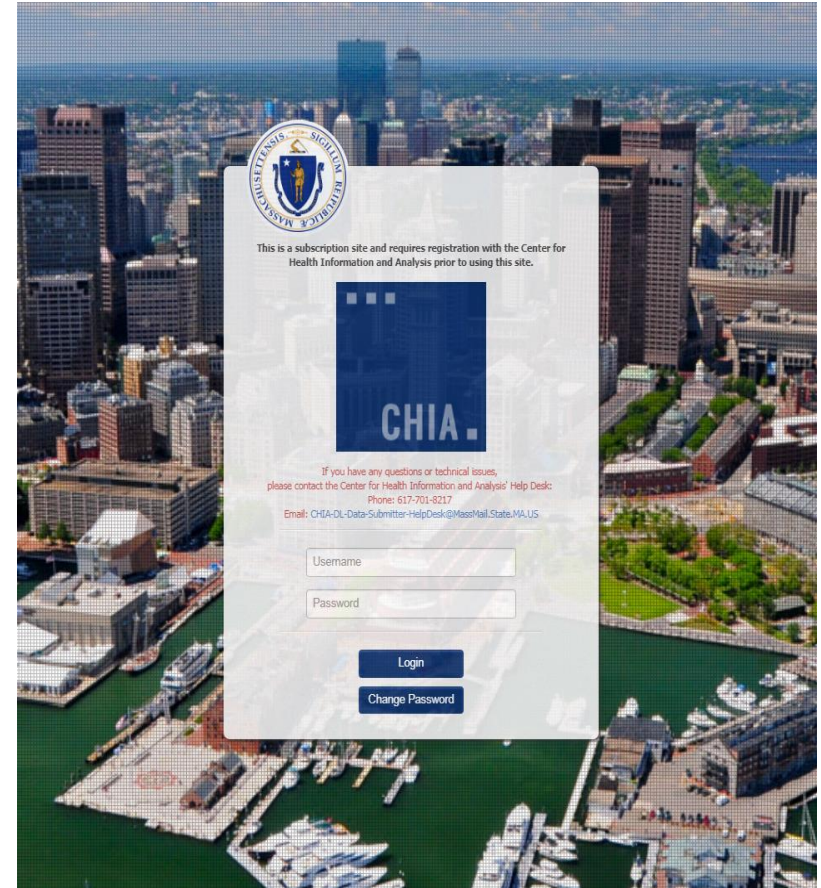 SIGILLUM REIPUBLICÆ MASSACHUSETTENSIS
This is a subscription site and requires registration with the Center for
Health Information and Analysis prior to using this site.
CHIA.
If you have any questions or technical issues,
please contact the Center for Health Information and Analysis' Help Desk:
Phone: 617-701-8217
Email: CHIA-DL-Data-Submitter-HelpDesk@MassMail.State.MA.US
Username
Password
Login
Change Password